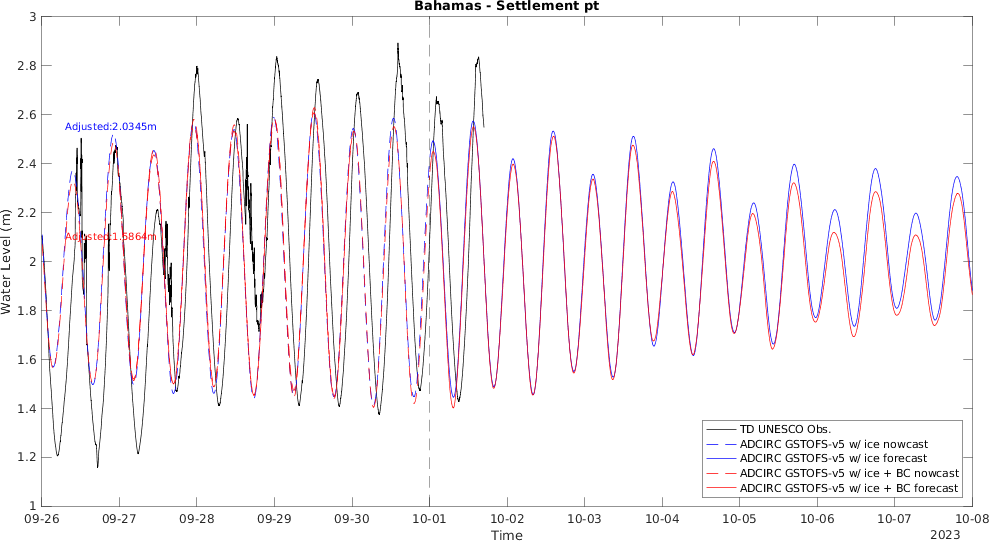 Bahamas - Settlement pt
Water Level (m)
3
2.8
2.6
2.4
2.2
2
1.8
1.6
1.4
1.2
1
Adjusted:2.0345m
Adjusted:1.5864m
TD UNESCO Obs.
ADCIRC GSTOFS-v5 w/ ice nowcast
ADCIRC GSTOFS-v5 w/ ice forecast
ADCIRC GSTOFS-v5 w/ ice + BC nowcast
ADCIRC GSTOFS-v5 w/ ice + BC forecast
09-26 09-27 09-28 09-29 09-30 10-01 10-02 10-03 10-04 10-05 10-06 10-07 10-08
Time
2023